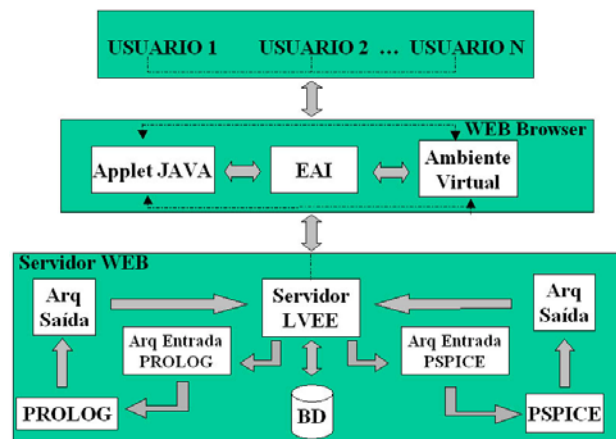 USUARIO 1 USUARIO 2 ... USUARIO N
WEB Browser
Applet JAVA
EAI
Ambiente
Virtual
Servidor WEB
Arq
Saída
Servidor
LVEE
Arq
Saída
Arq Entrada
PROLOG
Arq Entrada
PSPICE
PROLOG
BD
PSPICE